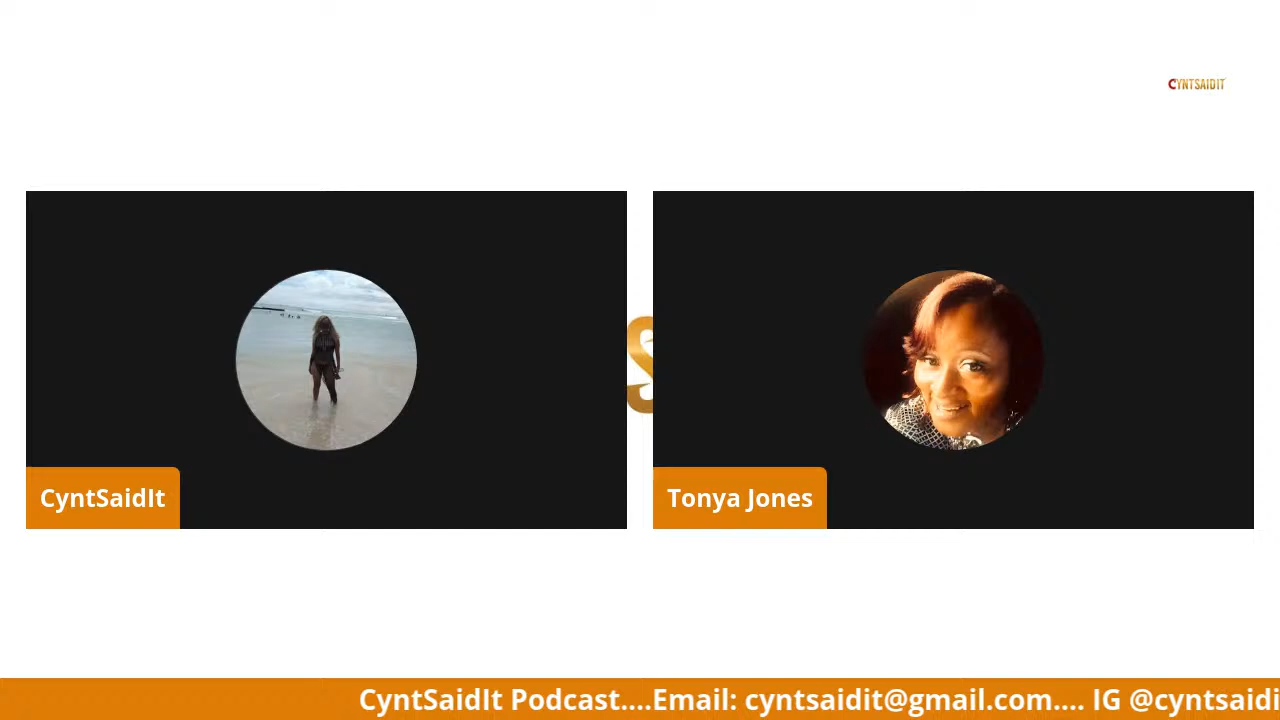 CYNTSAIDIT
S
CyntSaidIt
Tonya Jones
CyntSaidIt Podcast....Email: cyntsaidit@gmail.com.... IG @cyntsaidi